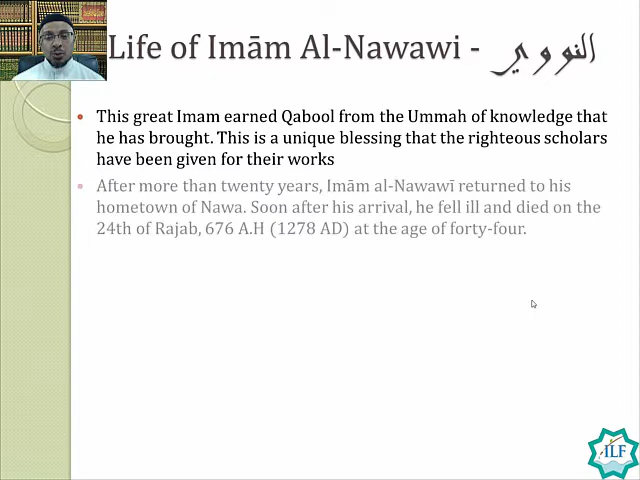 Life of Imām Al-Nawawi - النووي
This great Imam earned Qabool from the Ummah of knowledge that
he has brought. This is a unique blessing that the righteous scholars
have been given for their works
After more than twenty years, Imām al-Nawawī returned to his
hometown of Nawa. Soon after his arrival, he fell ill and died on the
24th of Rajab, 676 A.H (1278 AD) at the age of forty-four.
ILF